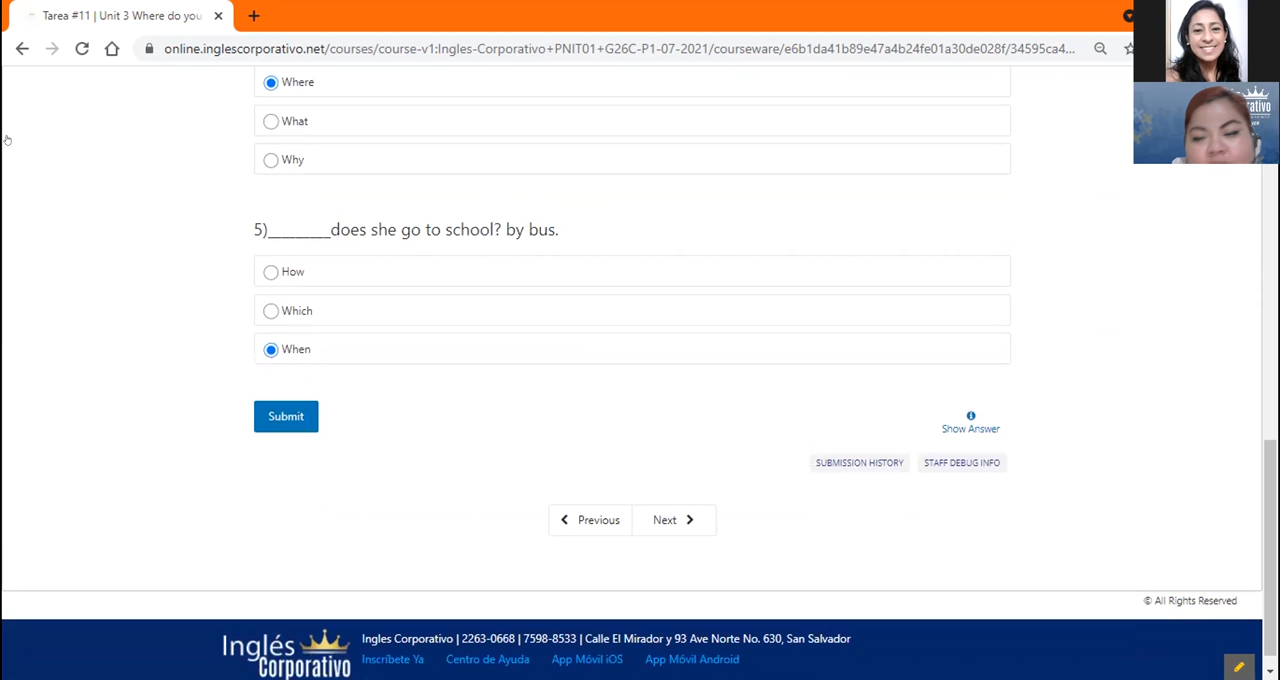 Tarea #11 | Unit 3 Where do you
online.inglescorporativo.net/courses/course-v1:Ingles-Corporativo+PNIT01+G26C-P1-07-2021/courseware/e6b1da41b89e47a4b24fe01a30de028f/34595ca4...
Where
What
Why
5)_________does she go to school? by bus.
How
Which
When
Submit
Show Answer
SUBMISSION HISTORY
STAFF DEBUG INFO
Previous
Next
© All Rights Reserved
Inglés Corporativo
Ingles Corporativo | 2263-0668 | 7598-8533 | Calle El Mirador y 93 Ave Norte No. 630, San Salvador
Inscríbete Ya
Centro de Ayuda
App Móvil iOS
App Móvil Android